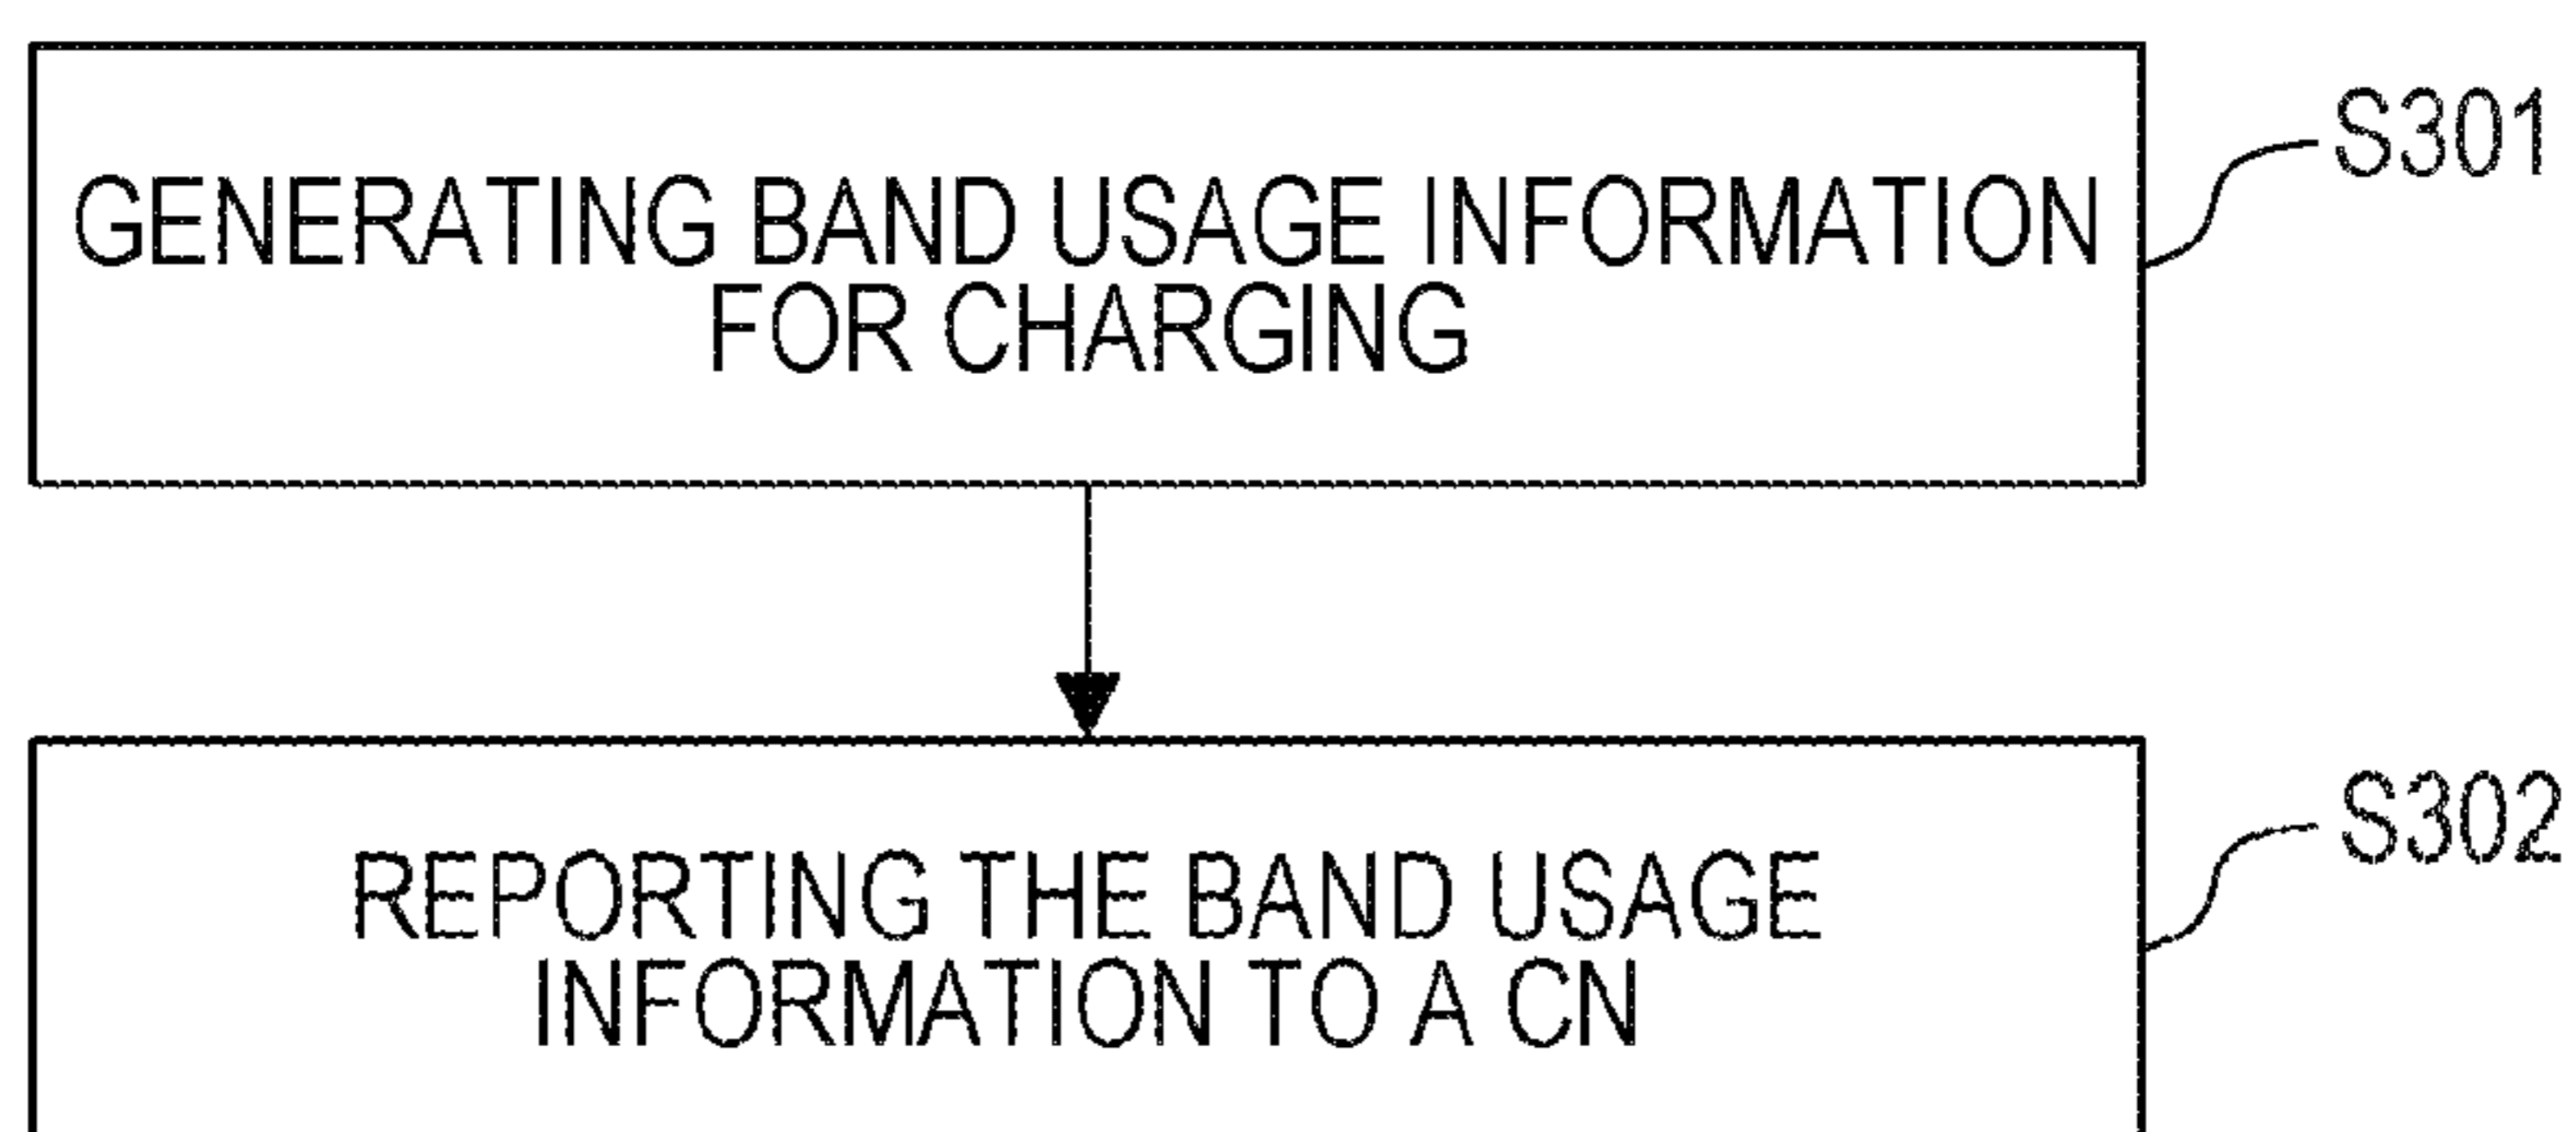 GENERATING BAND USAGE INFORMATION
FOR CHARGING
S301
REPORTING THE BAND USAGE
INFORMATION TO A CN
S302